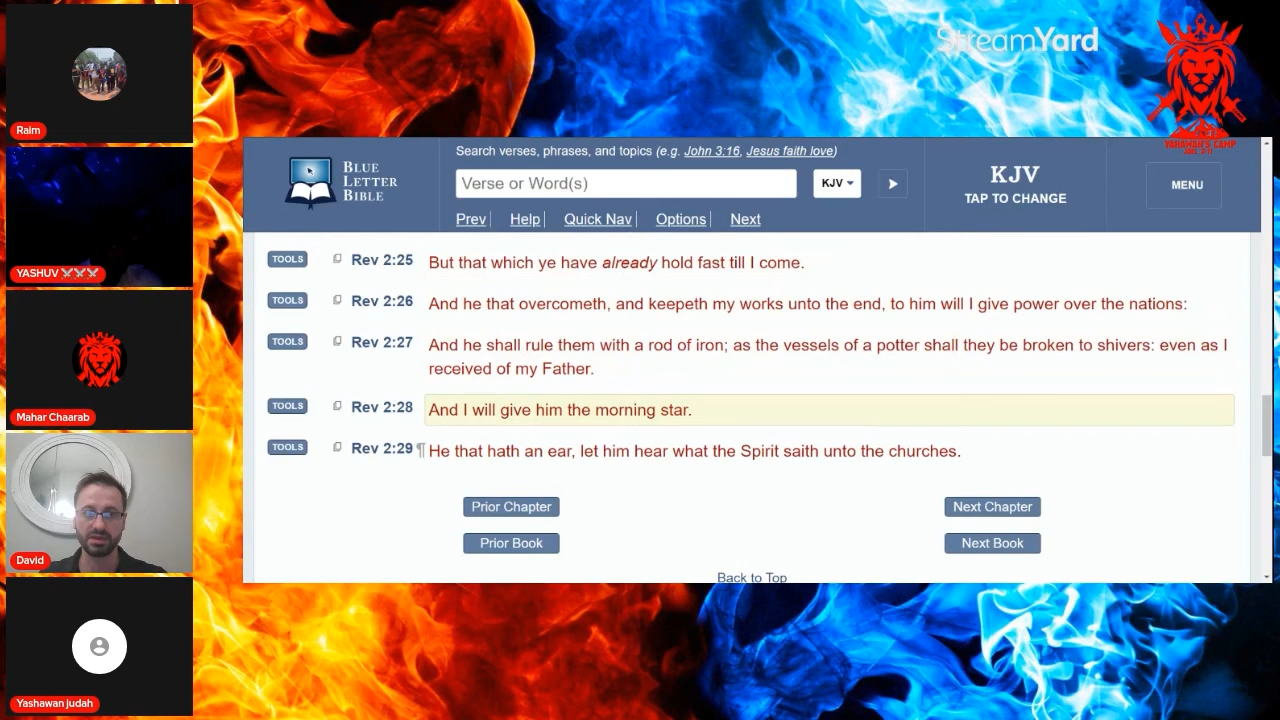 StreamYard
Raim
YASHUV ⚔⚔⚔
Mahar Chaarab
David
Yashawan judah
YAHAWAH'S CAMP
BLUE
LETTER
BIBLE
Search verses, phrases, and topics (e.g. John 3:16, Jesus faith love)
Verse or Word(s)
KJV
Prev Help Quick Nav Options Next
KJV
TAP TO CHANGE
MENU
TOOLS Rev 2:25 But that which ye have already hold fast till I come.
TOOLS Rev 2:26 And he that overcometh, and keepeth my works unto the end, to him will I give power over the nations:
TOOLS Rev 2:27 And he shall rule them with a rod of iron; as the vessels of a potter shall they be broken to shivers: even as I
received of my Father.
TOOLS Rev 2:28 And I will give him the morning star.
TOOLS Rev 2:29 ¶ He that hath an ear, let him hear what the Spirit saith unto the churches.
Prior Chapter Next Chapter
Prior Book Next Book
Back to Top